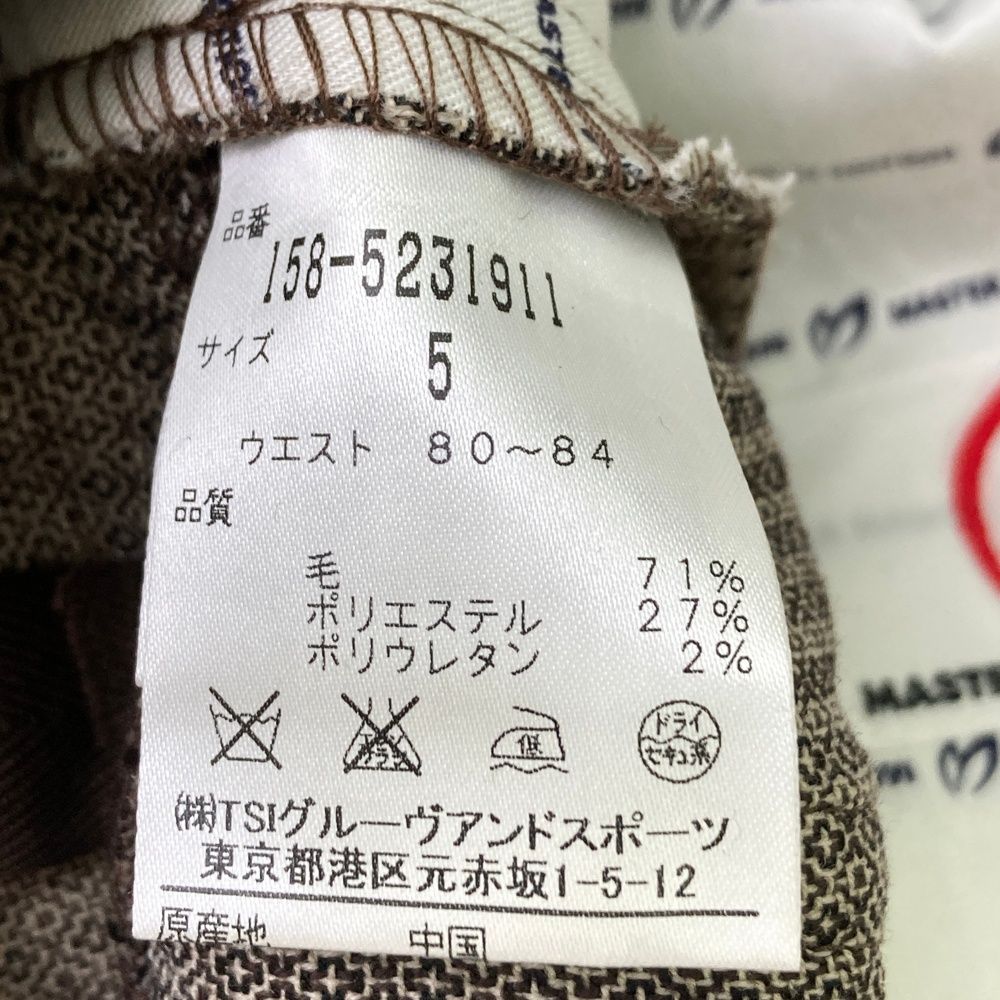 品番
158-5231911
サイズ 5
ウエスト 80～84
品質
毛 71%
ポリエステル 27%
ポリウレタン 2%
低
ドライ
セキユ系
㈱TSIグルーヴアンドスポーツ
東京都港区元赤坂1-5-12
原産地 中国
MASTE
MASTER
MASTE